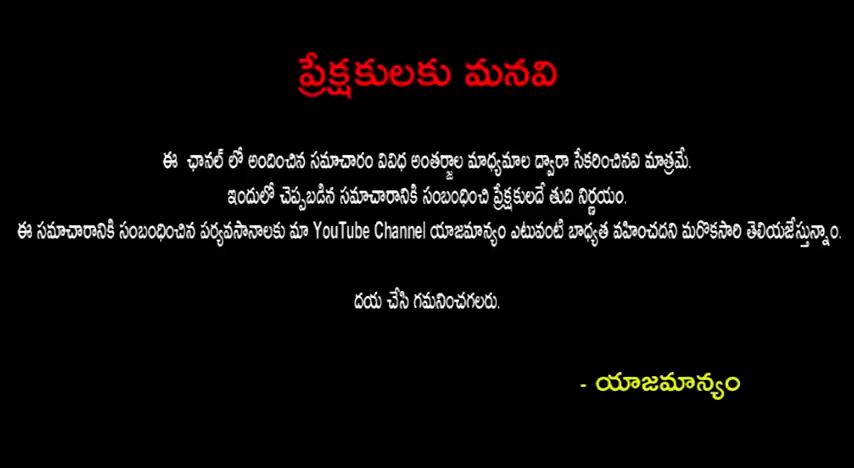 ప్రేక్షకులకు మనవి
ఈ ఛానల్ లో అందించిన సమాచారం వివిధ అంతర్జాల మాధ్యమాల ద్వారా సేకరించినవి మాత్రమే.
ఇందులో చెప్పబడిన సమాచారానికి సంబంధించి ప్రేక్షకులదే తుది నిర్ణయం.
ఈ సమాచారానికి సంబంధించిన పర్యవసానాలకు మా YouTube Channel యాజమాన్యం ఎటువంటి బాధ్యత వహించదని మరొకసారి తెలియజేస్తున్నాం.
దయ చేసి గమనించగలరు.
- యాజమాన్యం